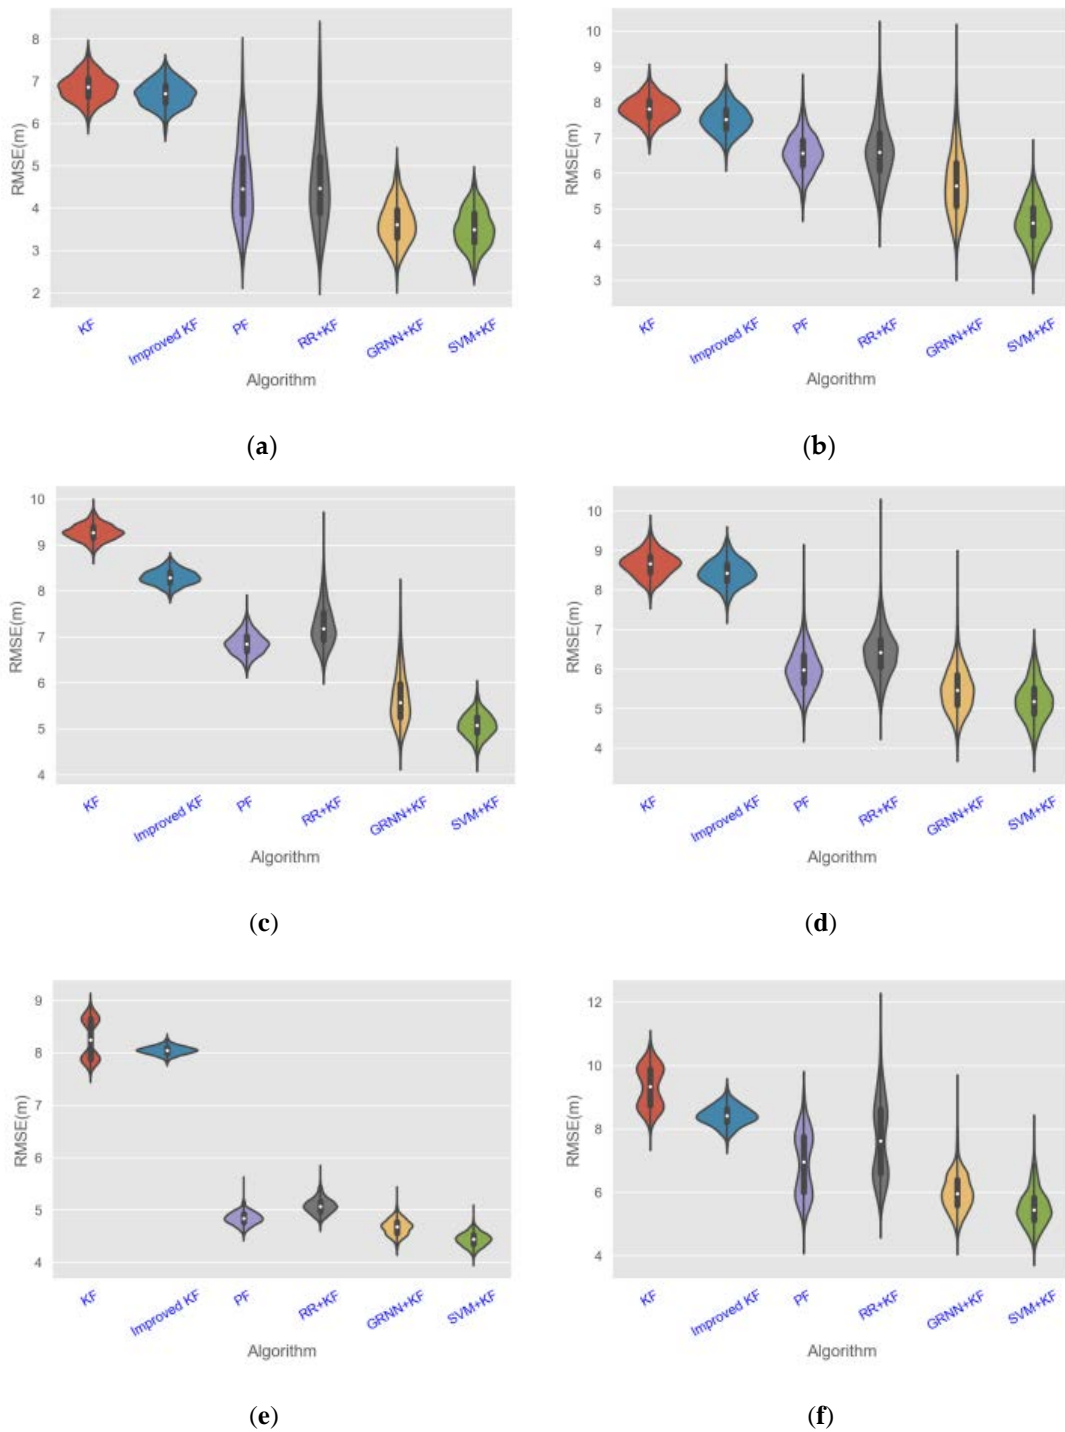 8
7
6
5
4
3
2
RMSE(m)
KF
Improved KF
PF
RR+KF
GRNN+KF
SVM+KF
Algorithm
(a)
10
9
8
7
6
5
4
3
RMSE(m)
KF
Improved KF
PF
RR+KF
GRNN+KF
SVM+KF
Algorithm
(b)
10
9
8
7
6
5
4
RMSE(m)
KF
Improved KF
PF
RR+KF
GRNN+KF
SVM+KF
Algorithm
(c)
10
9
8
7
6
5
4
RMSE(m)
KF
Improved KF
PF
RR+KF
GRNN+KF
SVM+KF
Algorithm
(d)
9
8
7
6
5
4
RMSE(m)
KF
Improved KF
PF
RR+KF
GRNN+KF
SVM+KF
Algorithm
(e)
12
10
8
6
4
RMSE(m)
KF
Improved KF
PF
RR+KF
GRNN+KF
SVM+KF
Algorithm
(f)